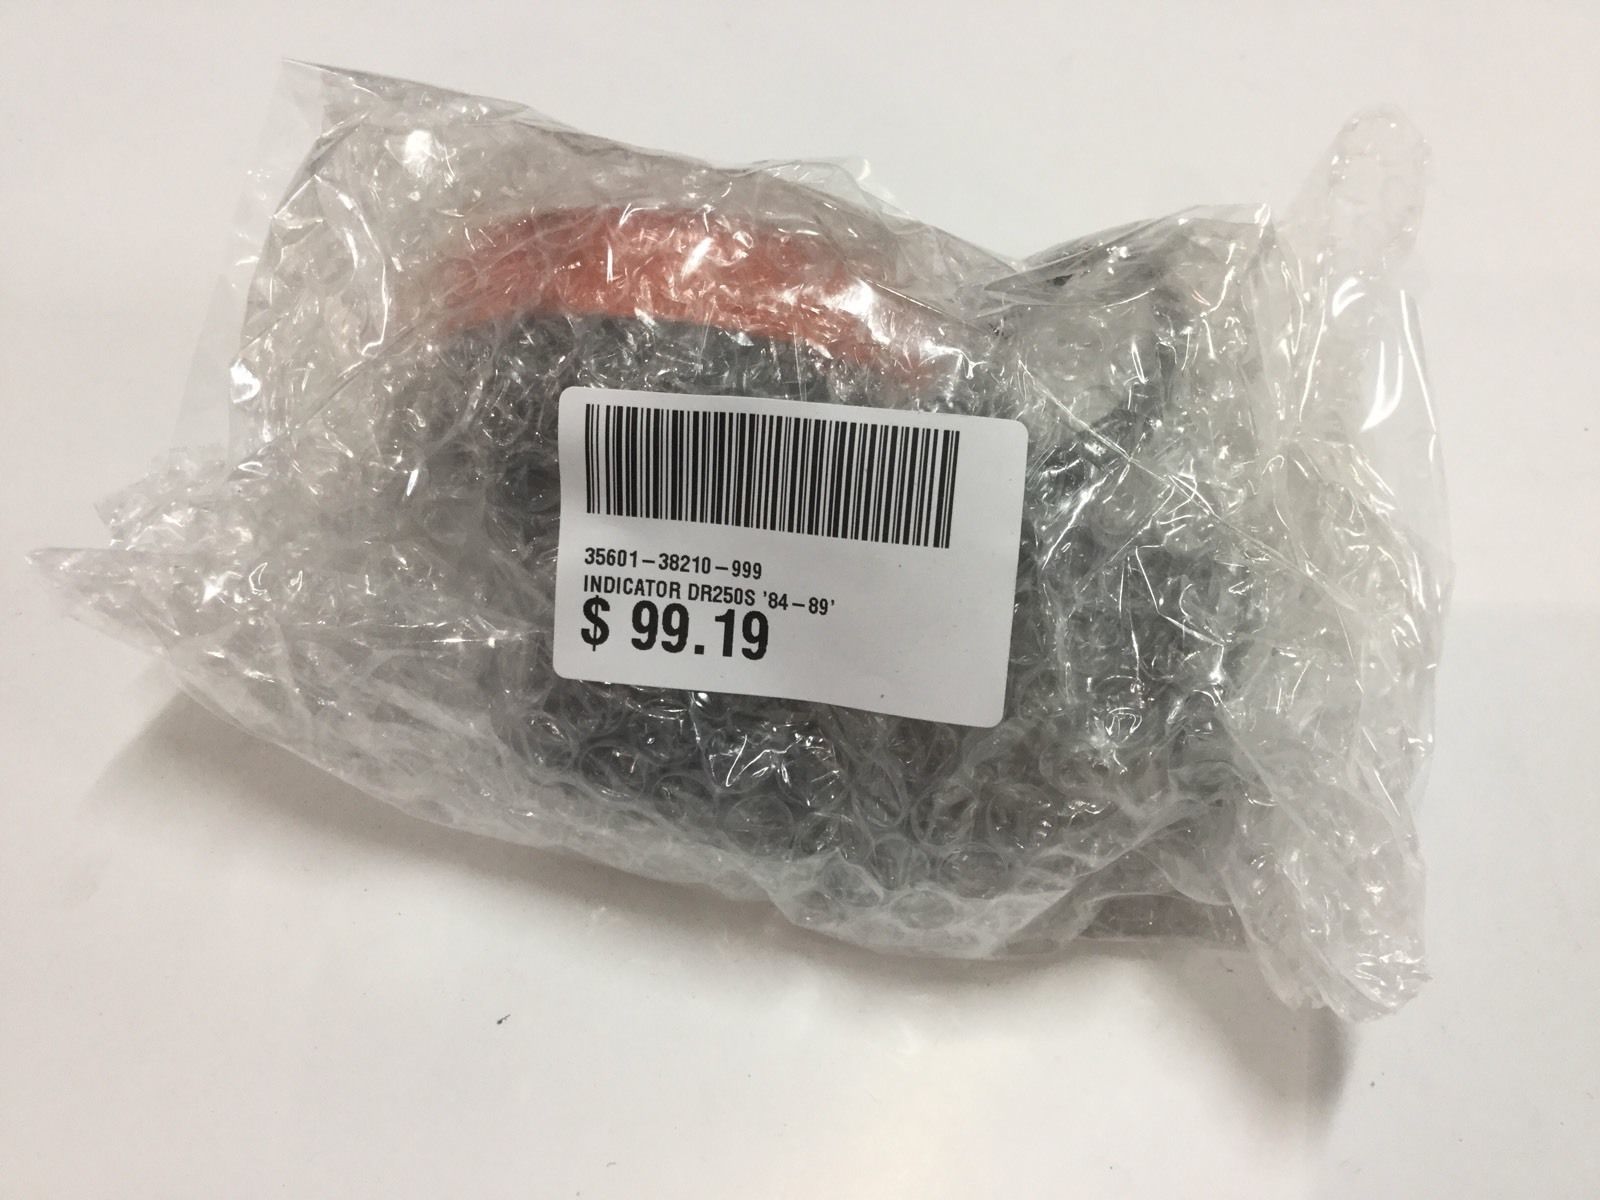 35601-38210-999
INDICATOR DR250S '84-89'
$ 99.19